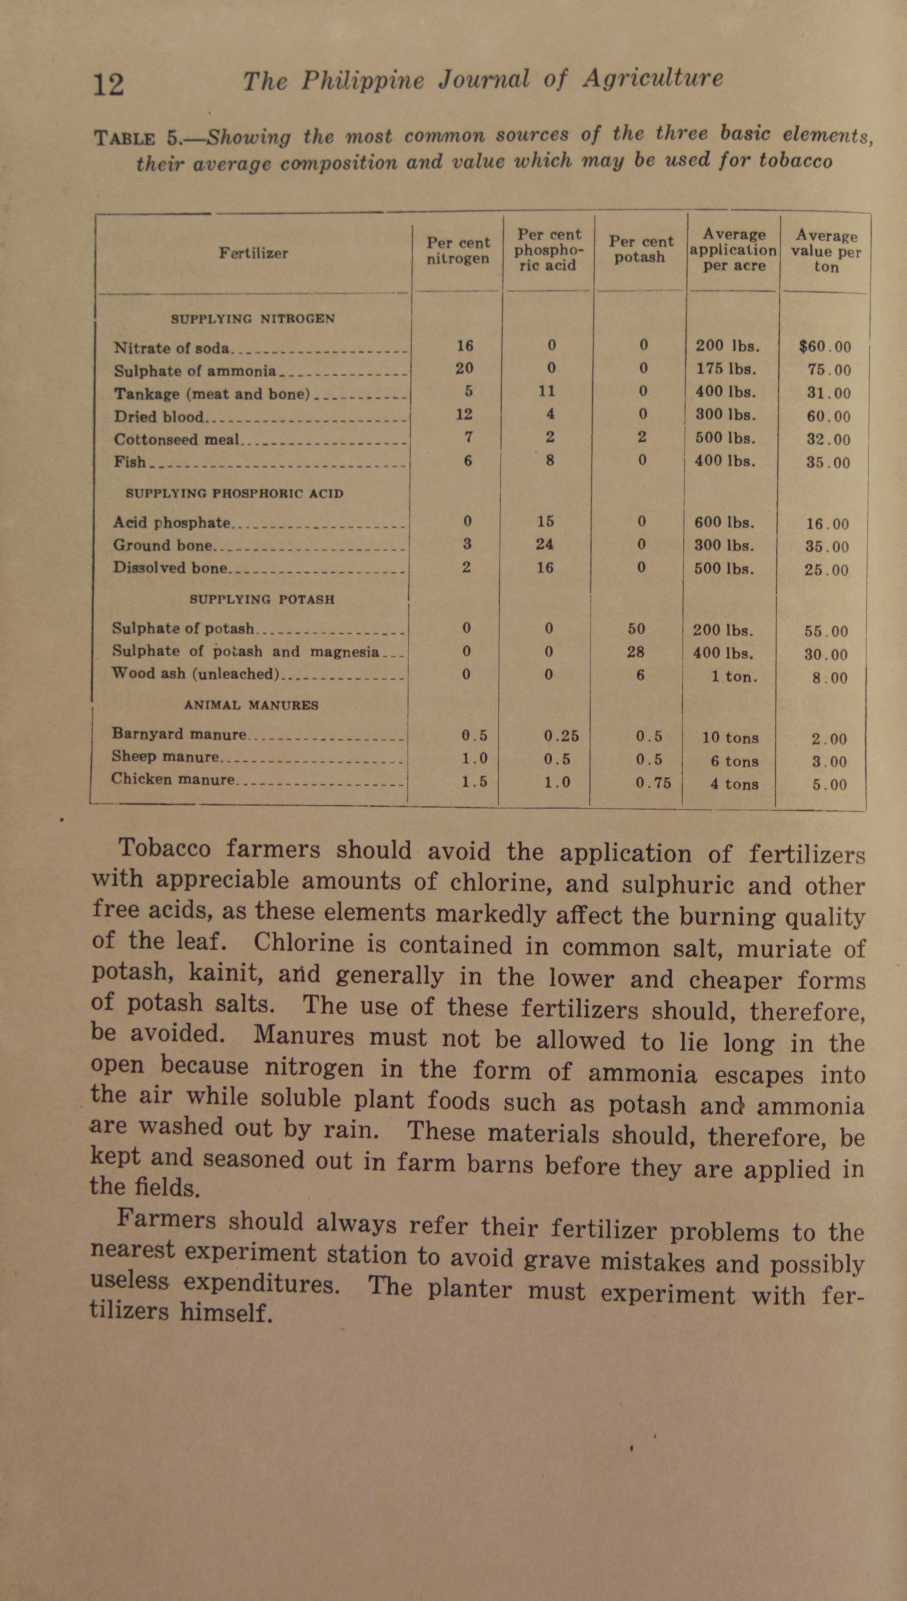 12 The Philippine Journal of Agriculture
TABLE 5.—Showing the most common sources of the three basic elements,
their average composition and value which may be used for tobacco
Fertilizer | Per cent nitrogen | Per cent phospho-ric acid | Per cent potash | Average application per acre | Average value per ton
SUPPLYING NITROGEN
Nitrate of soda 16 0 0 200 lbs. $60.00
Sulphate of ammonia 20 0 0 175 lbs. 75.00
Tankage (meat and bone) 5 11 0 400 lbs. 31.00
Dried blood 12 4 0 300 lbs. 60.00
Cottonseed meal 7 2 2 500 lbs. 32.00
Fish 6 8 0 400 lbs. 35.00
SUPPLYING PHOSPHORIC ACID
Acid phosphate 0 15 0 600 lbs. 16.00
Ground bone 3 24 0 300 lbs. 35.00
Dissolved bone 2 16 0 500 lbs. 25.00
SUPPLYING POTASH
Sulphate of potash 0 0 50 200 lbs. 55.00
Sulphate of potash and magnesia 0 0 28 400 lbs. 30.00
Wood ash (unleached) 0 0 6 1 ton. 8.00
ANIMAL MANURES
Barnyard manure 0.5 0.25 0.5 10 tons 2.00
Sheep manure 1.0 0.5 0.5 6 tons 3.00
Chicken manure 1.5 1.0 0.75 4 tons 5.00
Tobacco farmers should avoid the application of fertilizers
with appreciable amounts of chlorine, and sulphuric and other
free acids, as these elements markedly affect the burning quality
of the leaf. Chlorine is contained in common salt, muriate of
potash, kainit, and generally in the lower and cheaper forms
of potash salts. The use of these fertilizers should, therefore,
be avoided. Manures must not be allowed to lie long in the
open because nitrogen in the form of ammonia escapes into
the air while soluble plant foods such as potash and ammonia
are washed out by rain. These materials should, therefore, be
kept and seasoned out in farm barns before they are applied in
the fields.
Farmers should always refer their fertilizer problems to the
nearest experiment station to avoid grave mistakes and possibly
useless expenditures. The planter must experiment with fer-
tilizers himself.